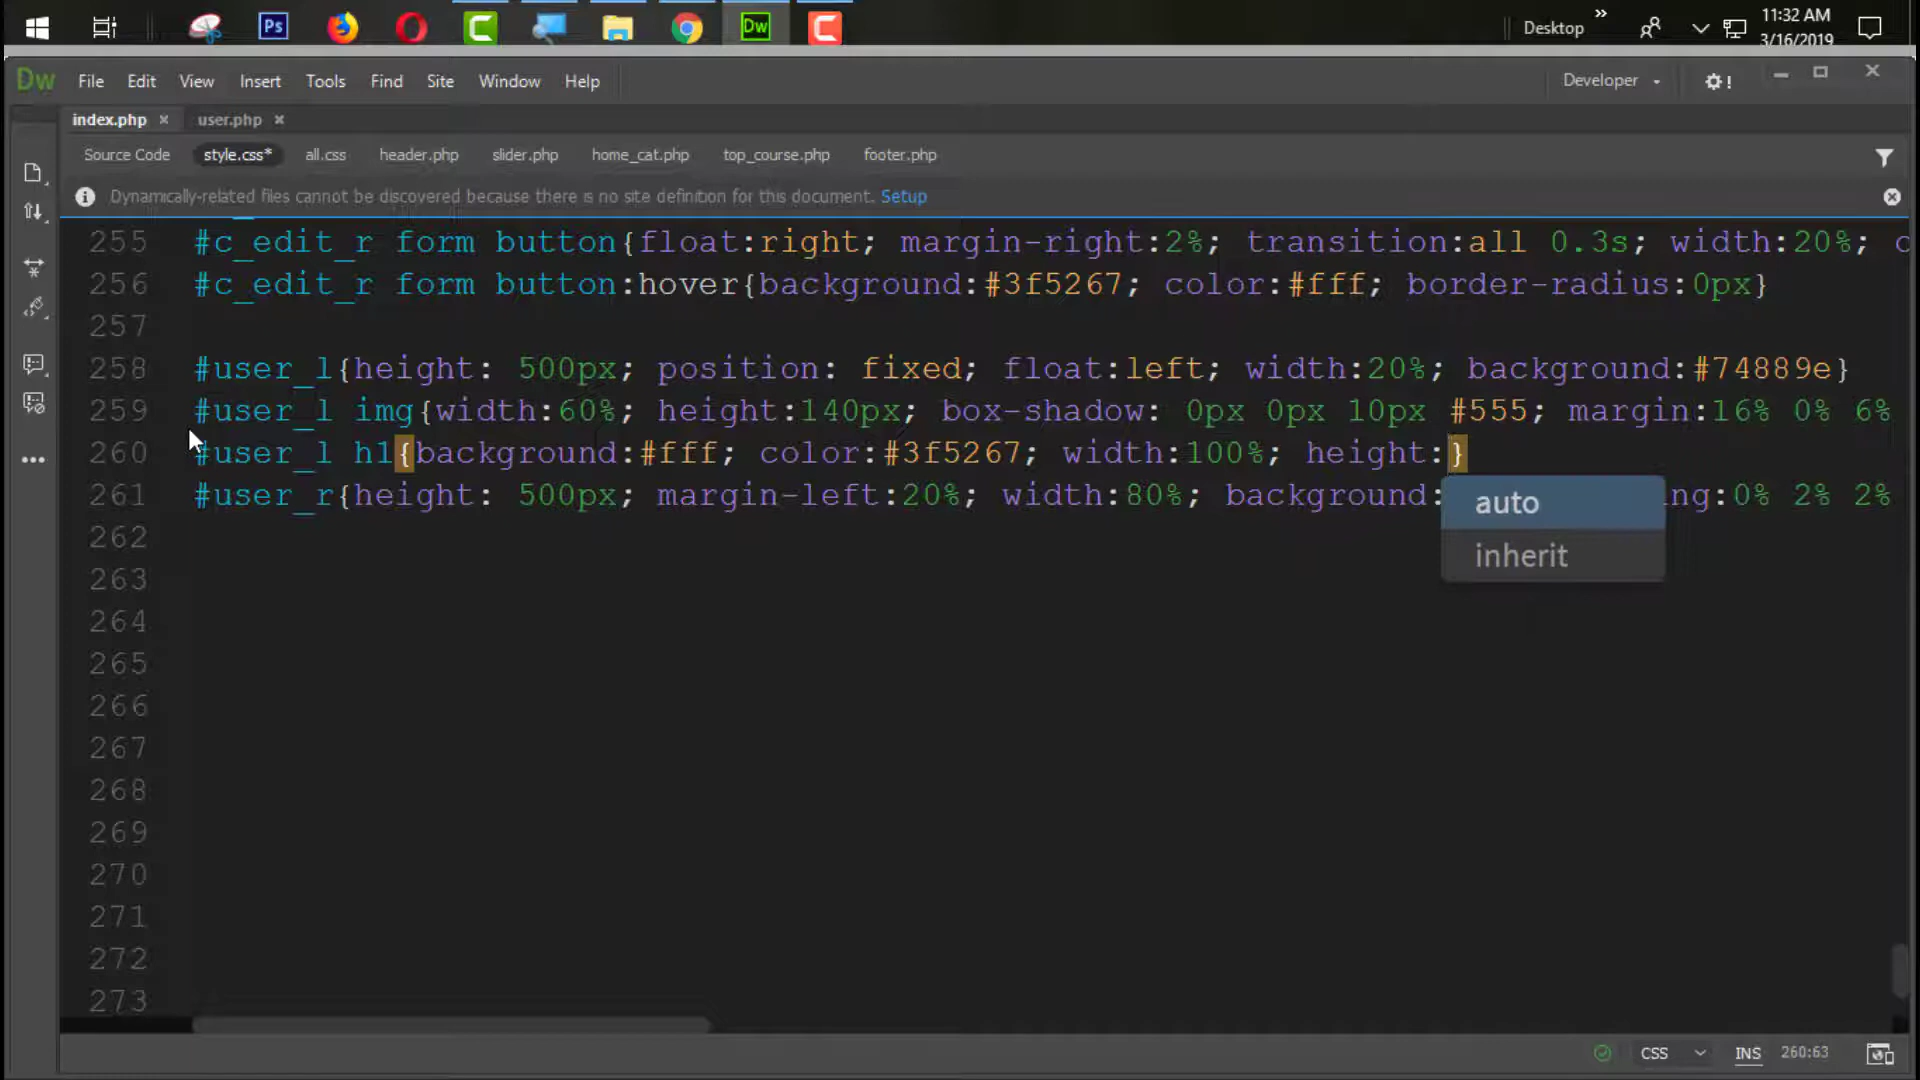 Ps
Dw
Desktop
»
11:32 AM
3/16/2019
Dw File Edit View Insert Tools Find Site Window Help
Developer
index.php × user.php ×
Source Code style.css* all.css header.php slider.php home_cat.php top_course.php footer.php
Dynamically-related files cannot be discovered because there is no site definition for this document. Setup
255 #c_edit_r form button{float:right; margin-right:2%; transition:all 0.3s; width:20%; c
256 #c_edit_r form button:hover{background:#3f5267; color:#fff; border-radius:0px}
257
258 #user_l{height: 500px; position: fixed; float:left; width:20%; background:#74889e}
259 #user_l img{width:60%; height:140px; box-shadow: 0px 0px 10px #555; margin:16% 0% 6%
260 #user_l h1{background:#fff; color:#3f5267; width:100%; height:}
261 #user_r{height: 500px; margin-left:20%; width:80%; background: ng:0% 2% 2%
auto
inherit
262
263
264
265
266
267
268
269
270
271
272
273
CSS INS 260:63